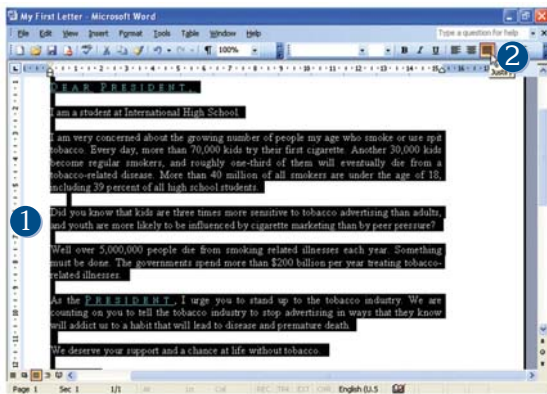 My First Letter - Microsoft Word
File Edit View Insert Format Tools Table Window Help
Type a question for help
100%
B I U
2
Justify
DEAR PRESIDENT,
I am a student at International High School.
I am very concerned about the growing number of people my age who smoke or use spit
tobacco. Every day, more than 70,000 kids try their first cigarette. Another 30,000 kids
become regular smokers, and roughly one-third of them will eventually die from a
tobacco-related disease. More than 40 million of all smokers are under the age of 18,
including 39 percent of all high school students.
1
Did you know that kids are three times more sensitive to tobacco advertising than adults,
and youth are more likely to be influenced by cigarette marketing than by peer pressure?
Well over 5,000,000 people die from smoking related illnesses each year. Something
must be done. The governments spend more than $200 billion per year treating tobacco-
related illnesses.
As the PRESIDENT, I urge you to stand up to the tobacco industry. We are
counting on you to tell the tobacco industry to stop advertising in ways that they know
will addict us to a habit that will lead to disease and premature death.
We deserve your support and a chance at life without tobacco.
Page 1 Sec 1 1/1 At Ln Col REC TRK EXT OVR English (U.S